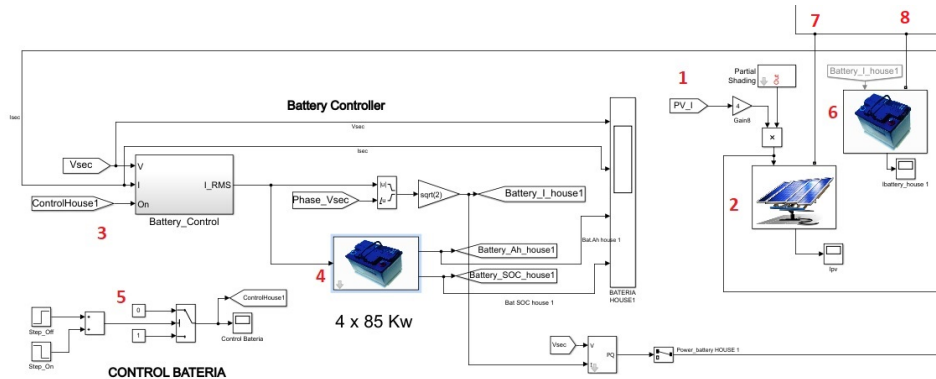 7
8
1
Partial
Shading
Out
Battery_I_house1
PV_I
4
Gain8
×
6
Ibattery_house 1
2
Ipv
Isec
Battery Controller
Vsec
Isec
Vsec
V
I
On
I_RMS
Battery_Control
ControlHouse1
3
Phase_Vsec
|u|
sqrt(2)
Battery_I_house1
4
Battery_Ah_house1
Battery_SOC_house1
Bat.Ah house 1
Bat SOC house 1
BATERIA
HOUSE1
4 x 85 Kw
5
0
1
ControlHouse1
Control Bateria
Step_Off
Step_On
CONTROL BATERIA
Vsec
V
I
PQ
Power_battery HOUSE 1